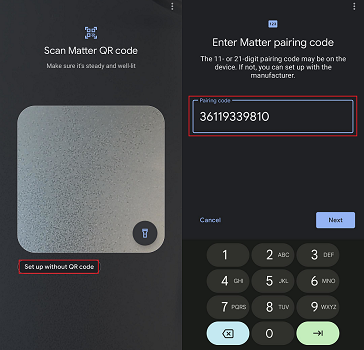 Scan Matter QR code
Make sure it's steady and well-lit
Set up without QR code
123
Enter Matter pairing code
The 11- or 21-digit pairing code may be on the
device. If not, you can set up with the
manufacturer.
Pairing code
36119339810
Cancel
Next
1
2 ABC
3 DEF
4 GHI
5 JKL
6 MNO
7 PQRS
8 TUV
9 WXYZ
0